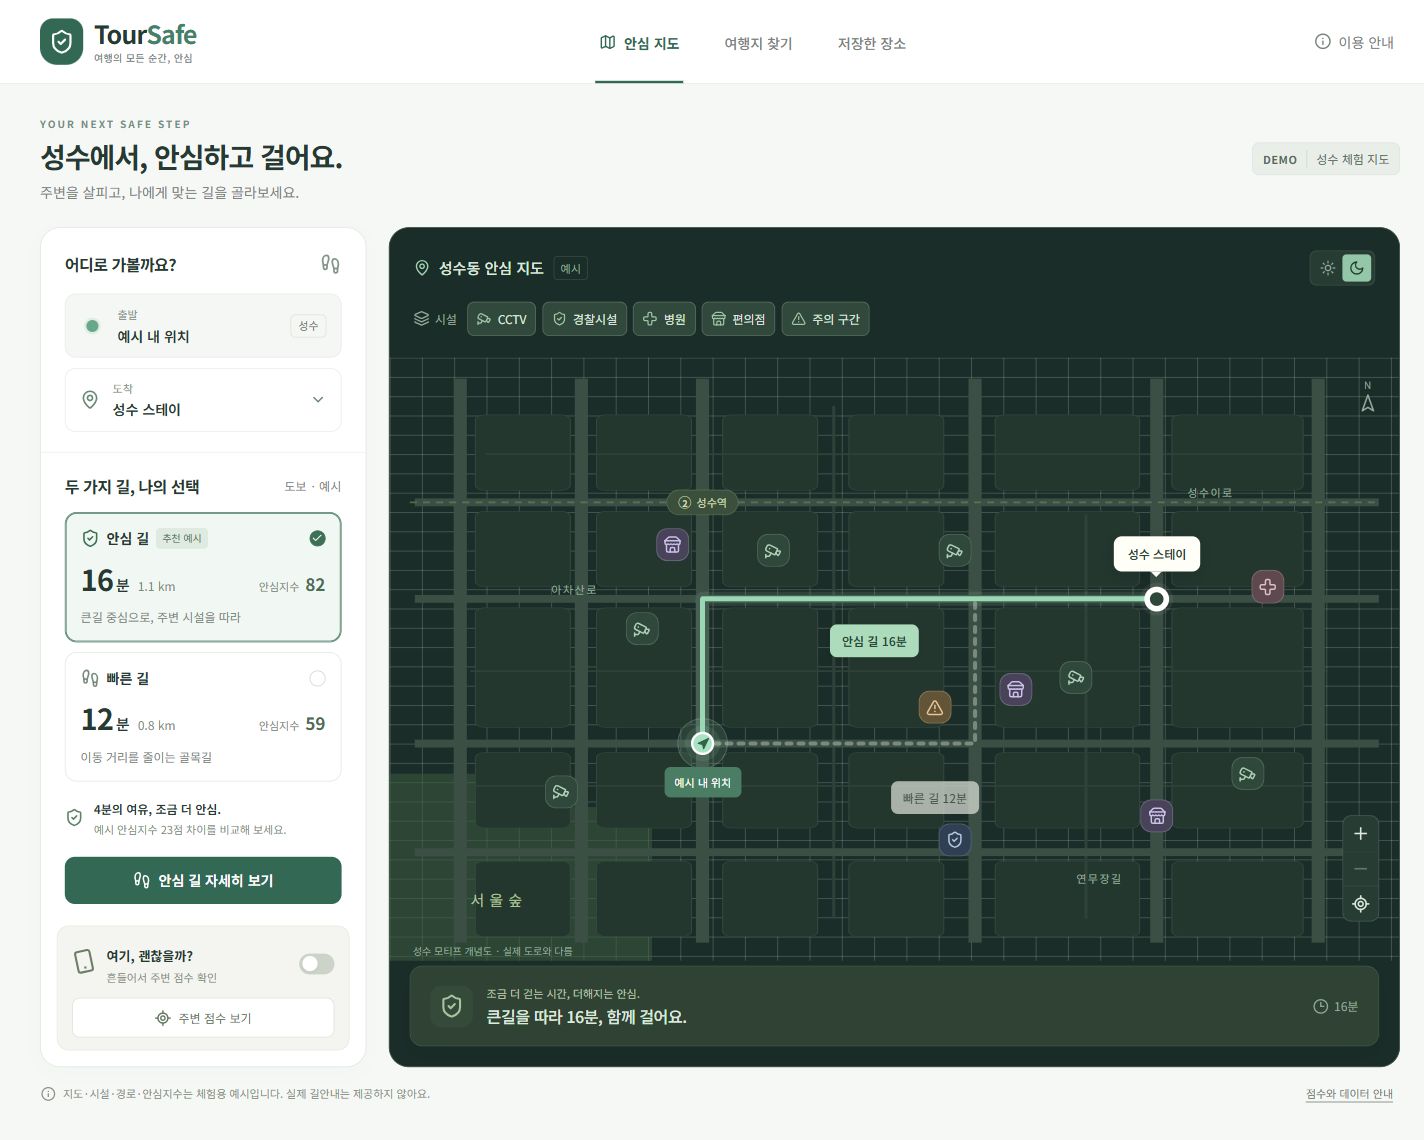 TourSafe
여행의 모든 순간, 안심
안심 지도
여행지 찾기
저장한 장소
이용 안내
YOUR NEXT SAFE STEP
성수에서, 안심하고 걸어요.
주변을 살피고, 나에게 맞는 길을 골라보세요.
DEMO 성수 체험 지도
어디로 가볼까요?
출발
예시 내 위치
성수
도착
성수 스테이
두 가지 길, 나의 선택
도보 · 예시
안심 길 추천 예시
16분 1.1 km 안심지수 82
큰길 중심으로, 주변 시설을 따라
빠른 길
12분 0.8 km 안심지수 59
이동 거리를 줄이는 골목길
4분의 여유, 조금 더 안심.
예시 안심지수 23점 차이를 비교해 보세요.
안심 길 자세히 보기
여기, 괜찮을까?
흔들어서 주변 점수 확인
주변 점수 보기
성수동 안심 지도 예시
시설 CCTV 경찰시설 병원 편의점 주의 구간
N
성수이로
② 성수역
성수 스테이
아차산로
안심 길 16분
예시 내 위치
빠른 길 12분
연무장길
서울숲
성수 모티프 개념도 · 실제 도로와 다름
조금 더 걷는 시간, 더해지는 안심.
큰길을 따라 16분, 함께 걸어요.
16분
지도·시설·경로·안심지수는 체험용 예시입니다. 실제 길안내는 제공하지 않아요.
점수와 데이터 안내